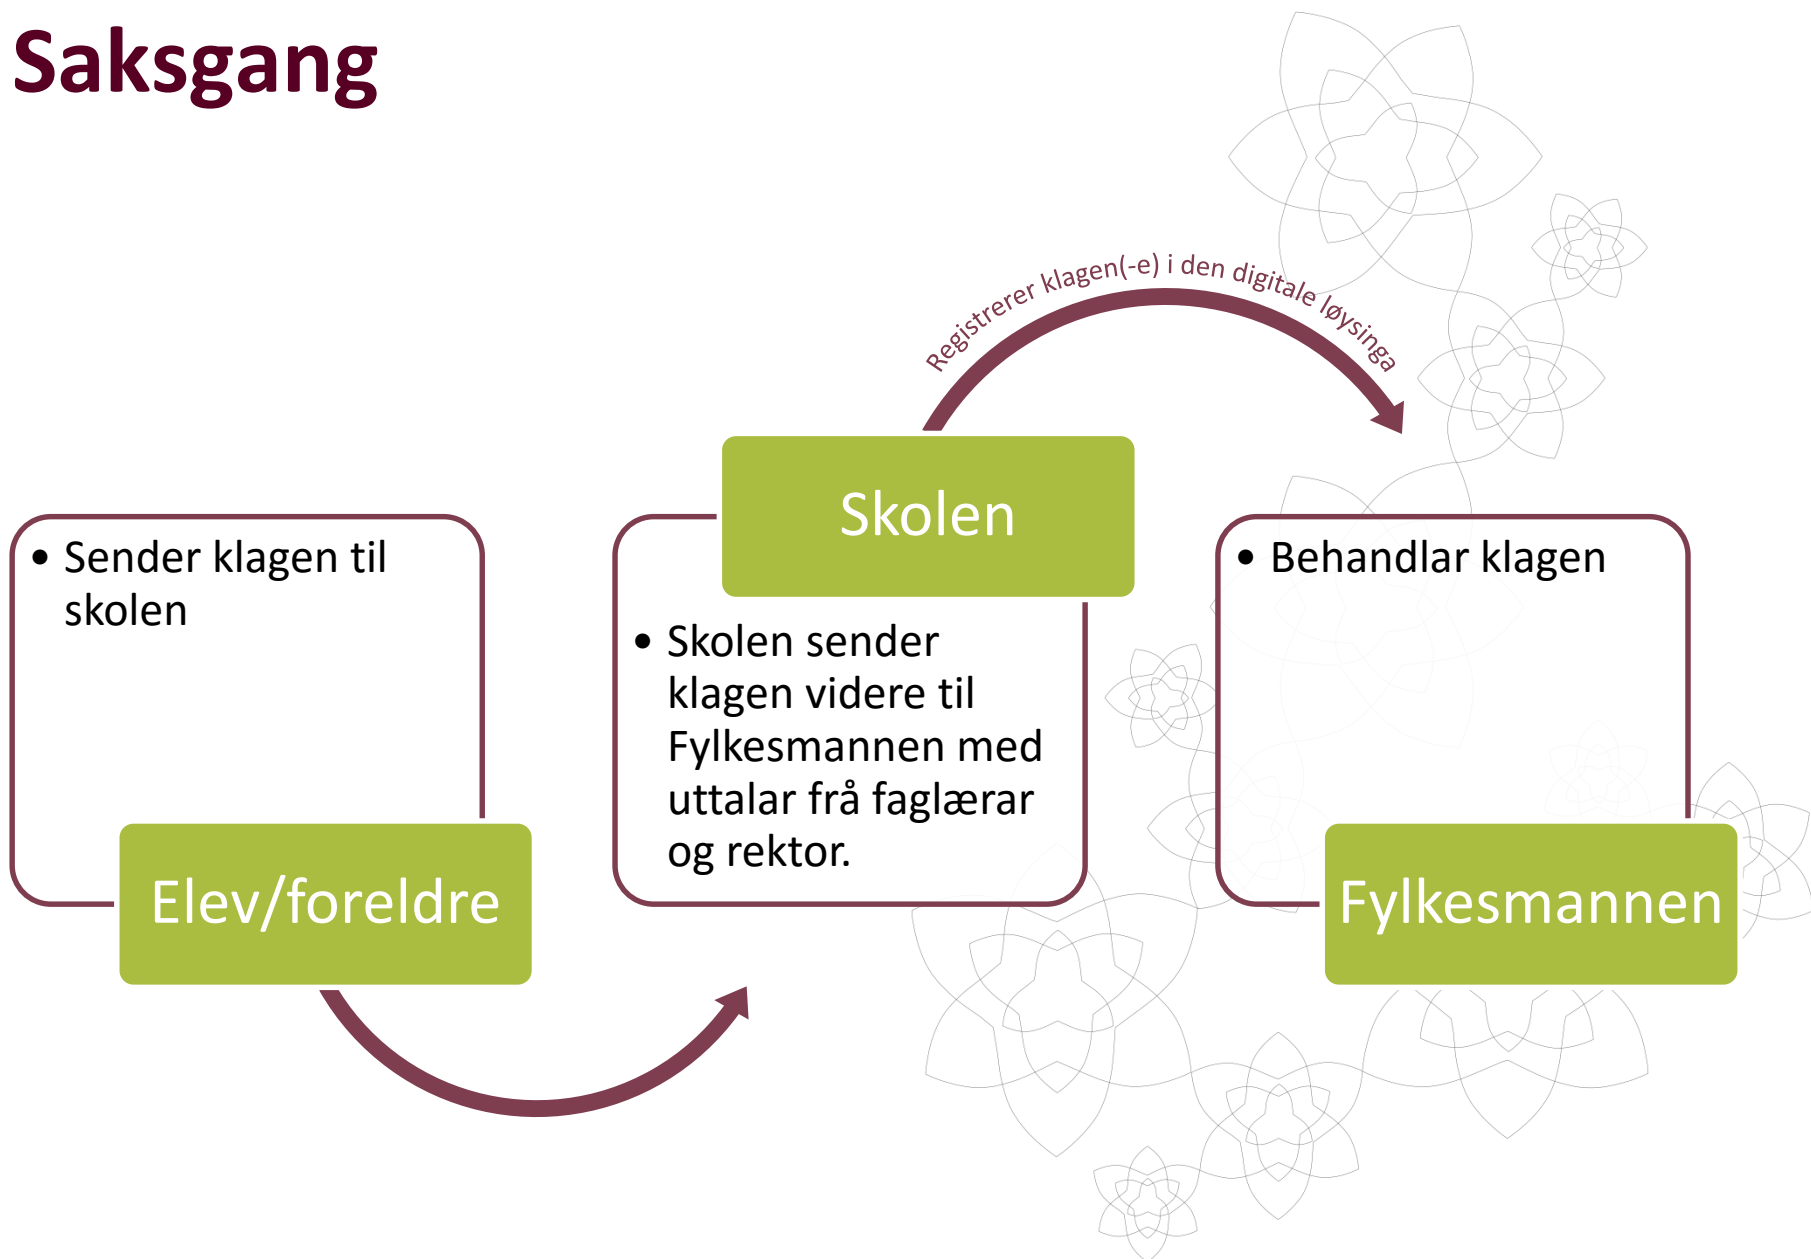 Saksgang
• Sender klagen til
skolen
Elev/foreldre
Skolen
• Skolen sender
klagen videre til
Fylkesmannen med
uttalar frå faglærar
og rektor.
Registrerer klagen(-e) i den digitale løysinga
• Behandlar klagen
Fylkesmannen